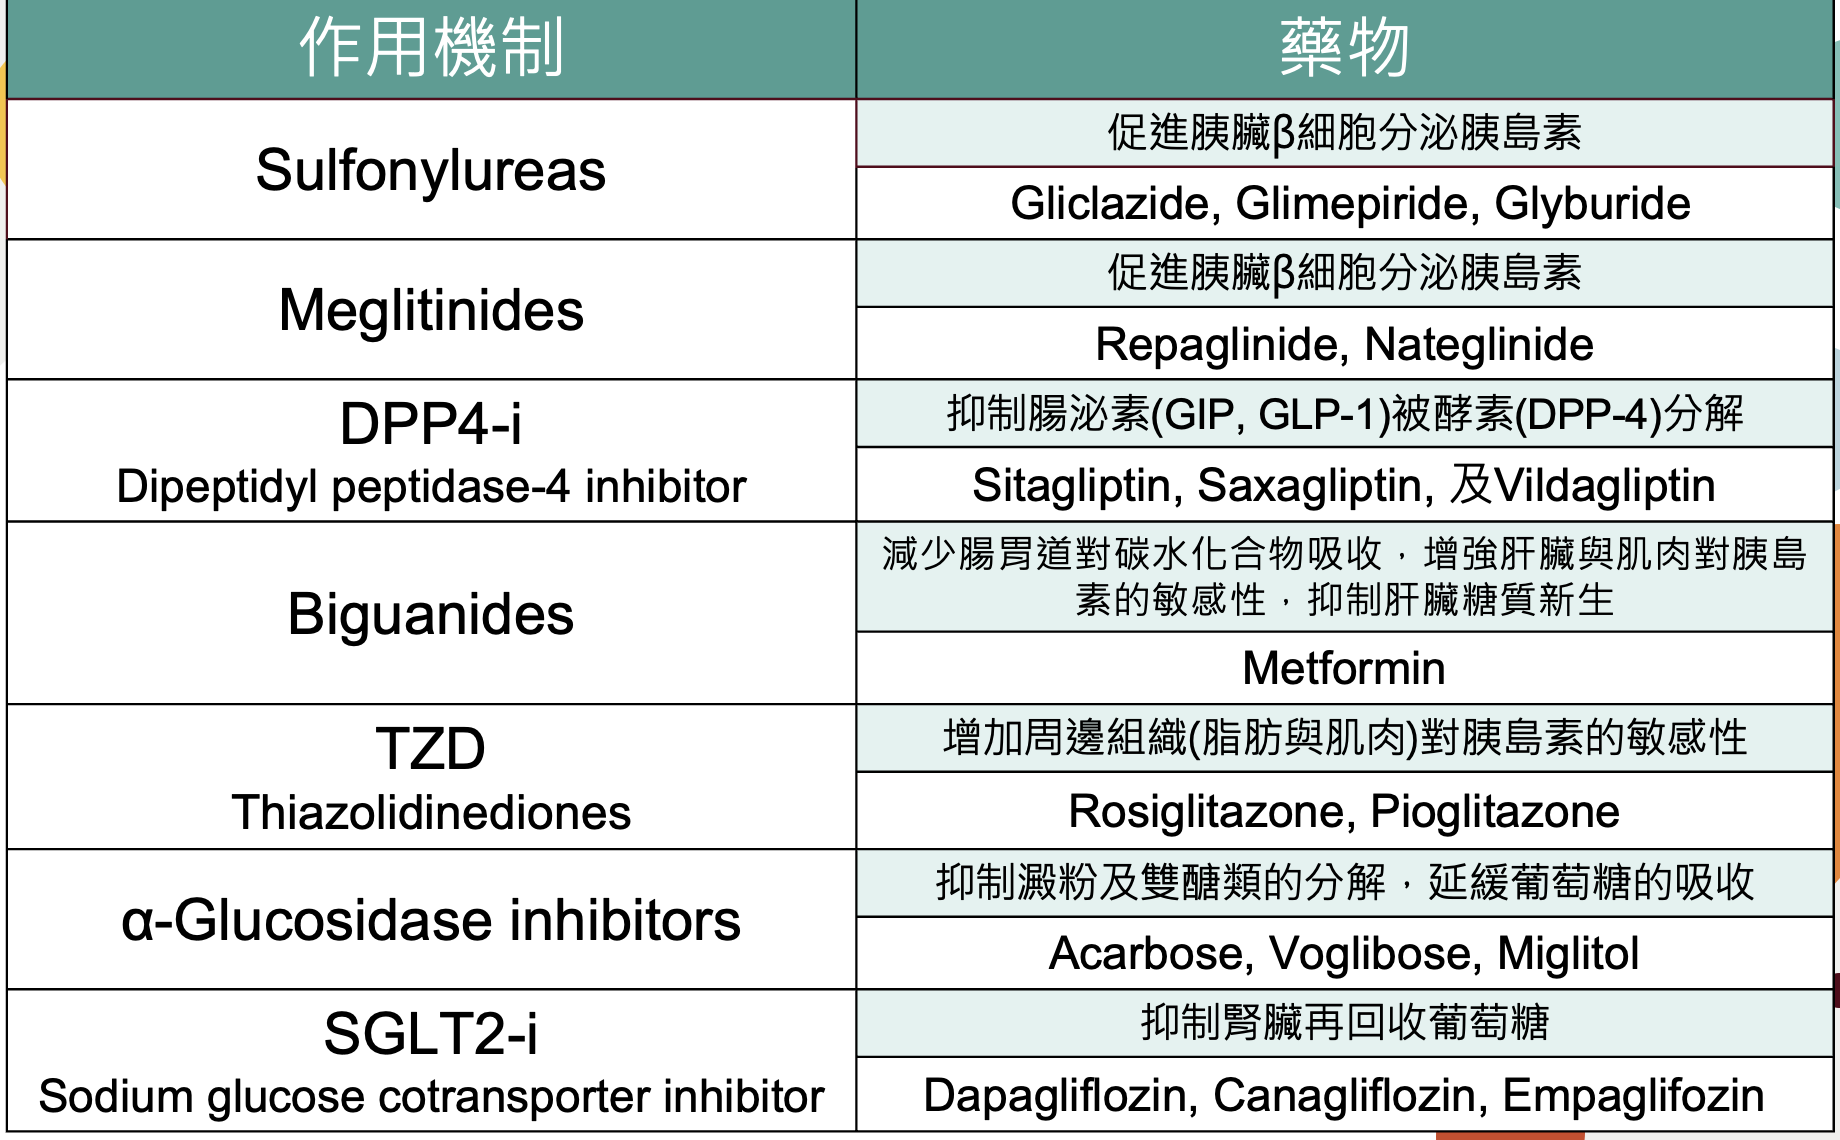 作用機制
藥物
Sulfonylureas
促進胰臟β細胞分泌胰島素
Gliclazide, Glimepiride, Glyburide
Meglitinides
促進胰臟β細胞分泌胰島素
Repaglinide, Nateglinide
DPP4-i
Dipeptidyl peptidase-4 inhibitor
抑制腸泌素(GIP, GLP-1)被酵素(DPP-4)分解
Sitagliptin, Saxagliptin, 及Vildagliptin
Biguanides
減少腸胃道對碳水化合物吸收，增強肝臟與肌肉對胰島
素的敏感性，抑制肝臟糖質新生
Metformin
TZD
Thiazolidinediones
增加周邊組織(脂肪與肌肉)對胰島素的敏感性
Rosiglitazone, Pioglitazone
α-Glucosidase inhibitors
抑制澱粉及雙醣類的分解，延緩葡萄糖的吸收
Acarbose, Voglibose, Miglitol
SGLT2-i
Sodium glucose cotransporter inhibitor
抑制腎臟再回收葡萄糖
Dapagliflozin, Canagliflozin, Empaglifozin